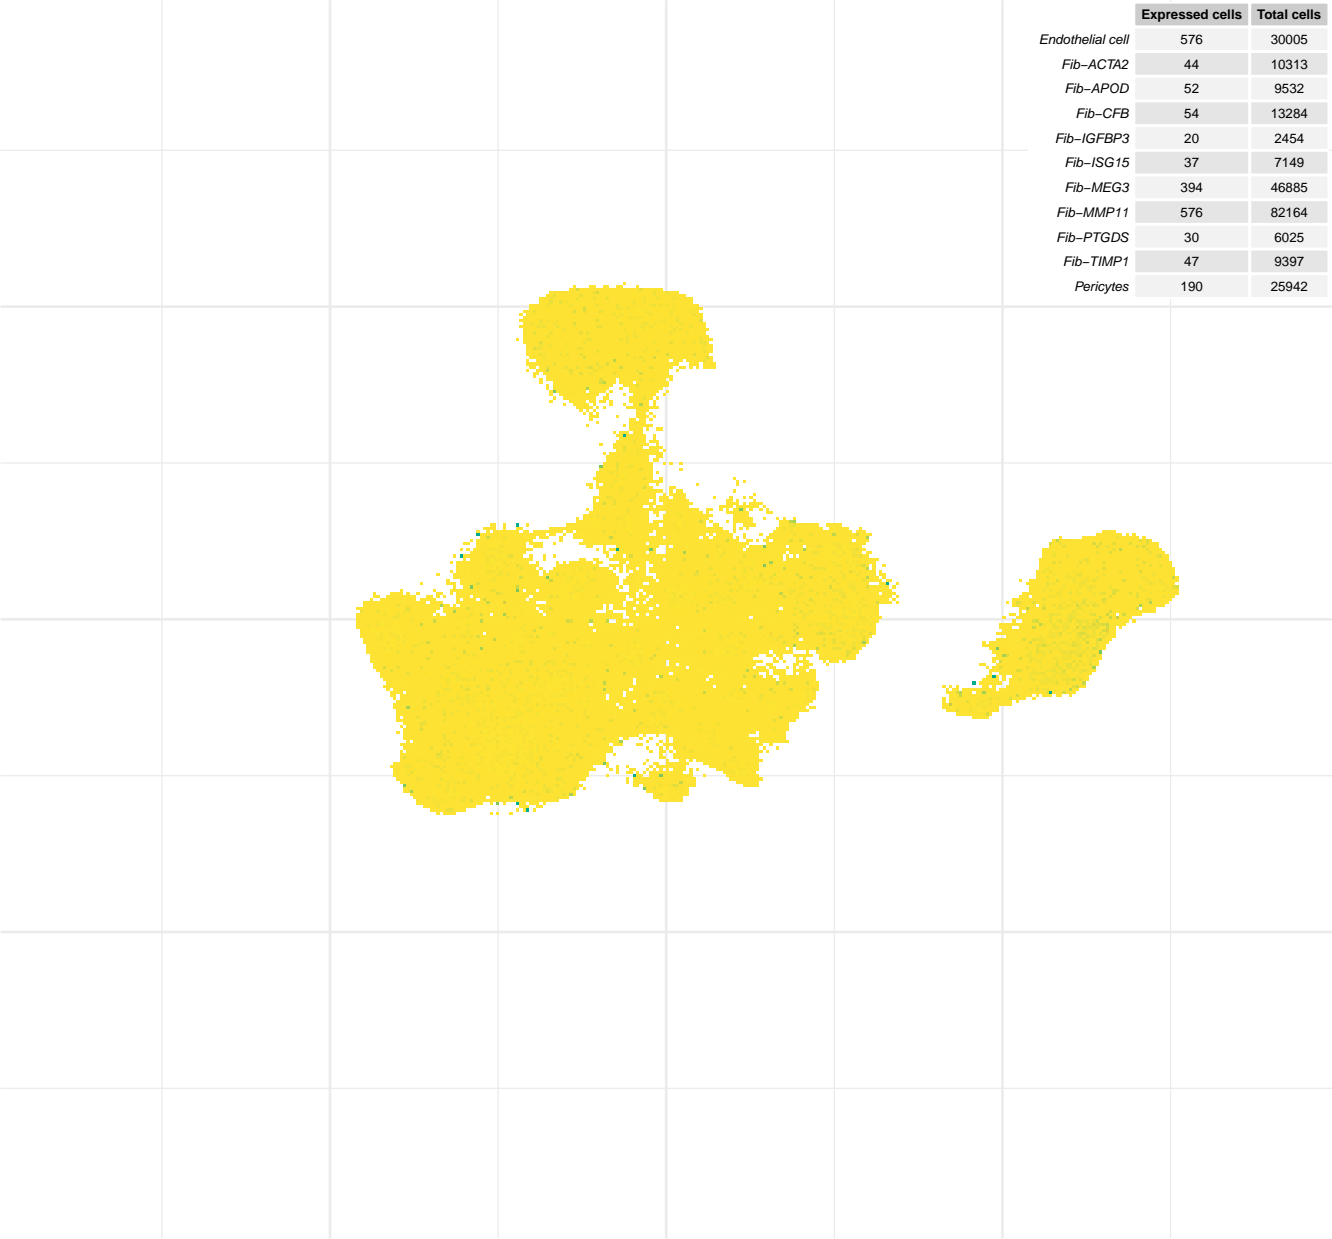 Expressed cells Total cells
Endothelial cell 576 30005
Fib−ACTA2 44 10313
Fib−APOD 52 9532
Fib−CFB 54 13284
Fib−IGFBP3 20 2454
Fib−ISG15 37 7149
Fib−MEG3 394 46885
Fib−MMP11 576 82164
Fib−PTGDS 30 6025
Fib−TIMP1 47 9397
Pericytes 190 25942